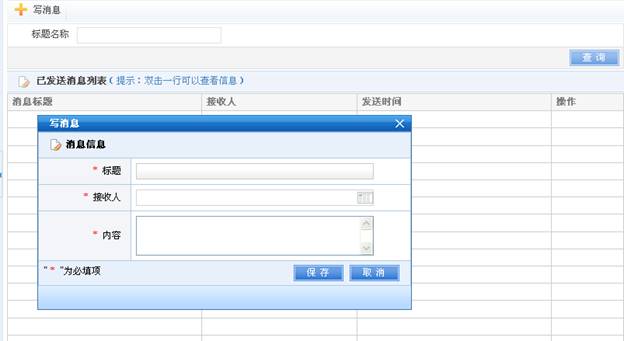 写消息
标题名称
查 询
已发送消息列表(提示：双击一行可以查看信息)
消息标题 接收人 发送时间 操作
写消息
消息信息
* 标题
* 接收人
* 内容
"*"为必填项 保 存 取 消